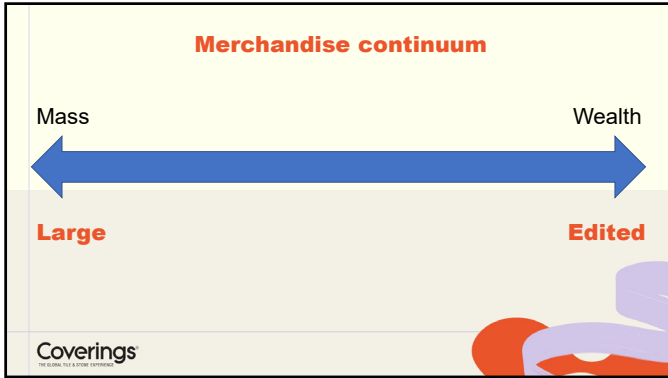 Merchandise continuum
Mass Wealth
Large Edited
Coverings®
THE GLOBAL TILE & STONE EXPERIENCE